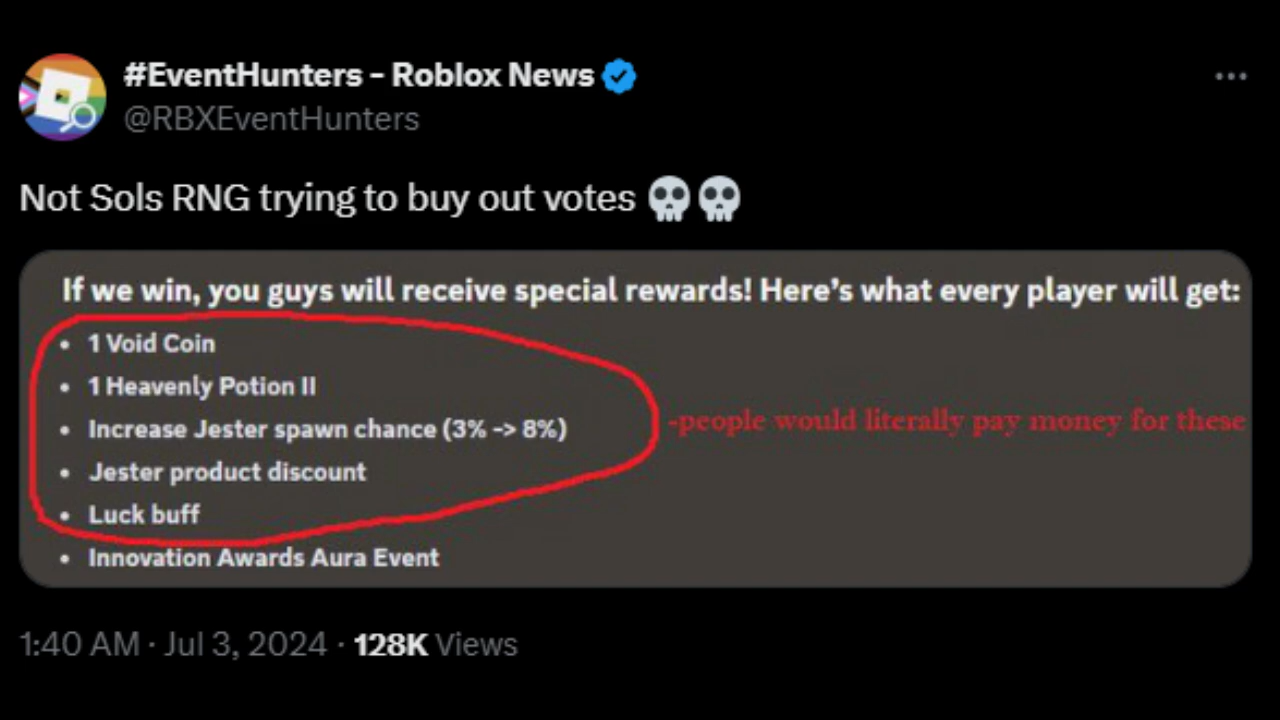 #EventHunters - Roblox News
@RBXEventHunters
Not Sols RNG trying to buy out votes 💀💀
If we win, you guys will receive special rewards! Here's what every player will get:
• 1 Void Coin
• 1 Heavenly Potion II
• Increase Jester spawn chance (3% -> 8%)
-people would literally pay money for these
• Jester product discount
• Luck buff
• Innovation Awards Aura Event
1:40 AM · Jul 3, 2024 · 128K Views